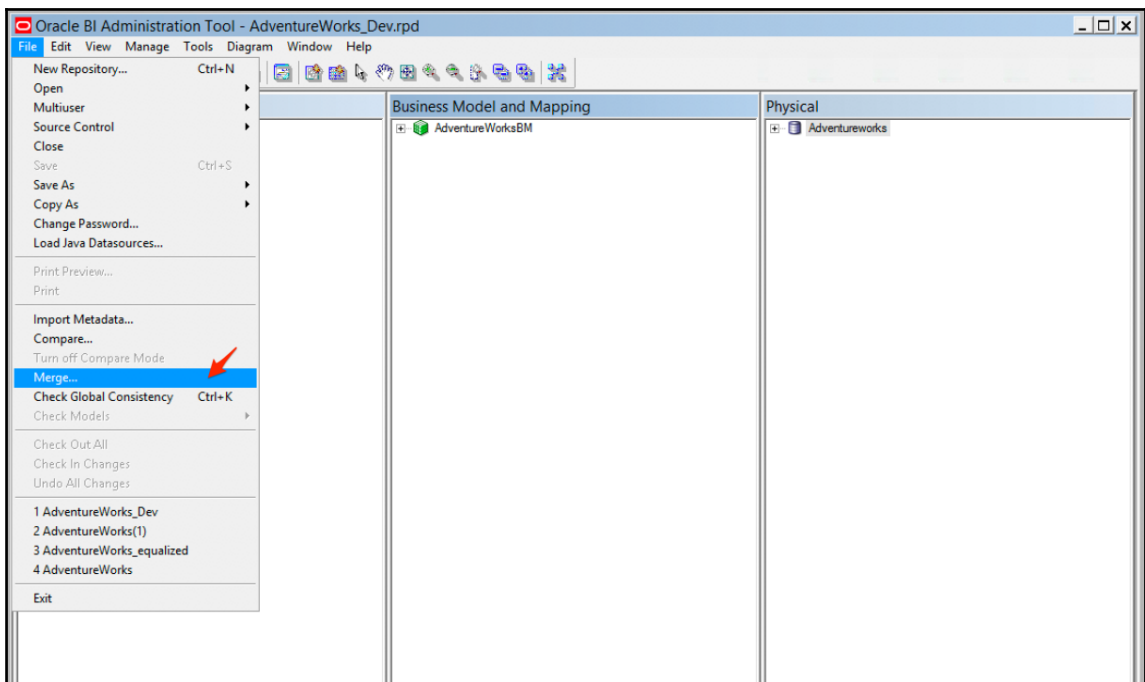 Oracle BI Administration Tool - AdventureWorks_Dev.rpd
File Edit View Manage Tools Diagram Window Help
New Repository... Ctrl+N
Open
Multiuser
Source Control
Close
Save Ctrl+S
Save As
Copy As
Change Password...
Load Java Datasources...
Print Preview...
Print
Import Metadata...
Compare...
Turn off Compare Mode
Merge...
Check Global Consistency Ctrl+K
Check Models
Check Out All
Check In Changes
Undo All Changes
1 AdventureWorks_Dev
2 AdventureWorks(1)
3 AdventureWorks_equalized
4 AdventureWorks
Exit
Business Model and Mapping
AdventureWorksBM
Physical
Adventureworks